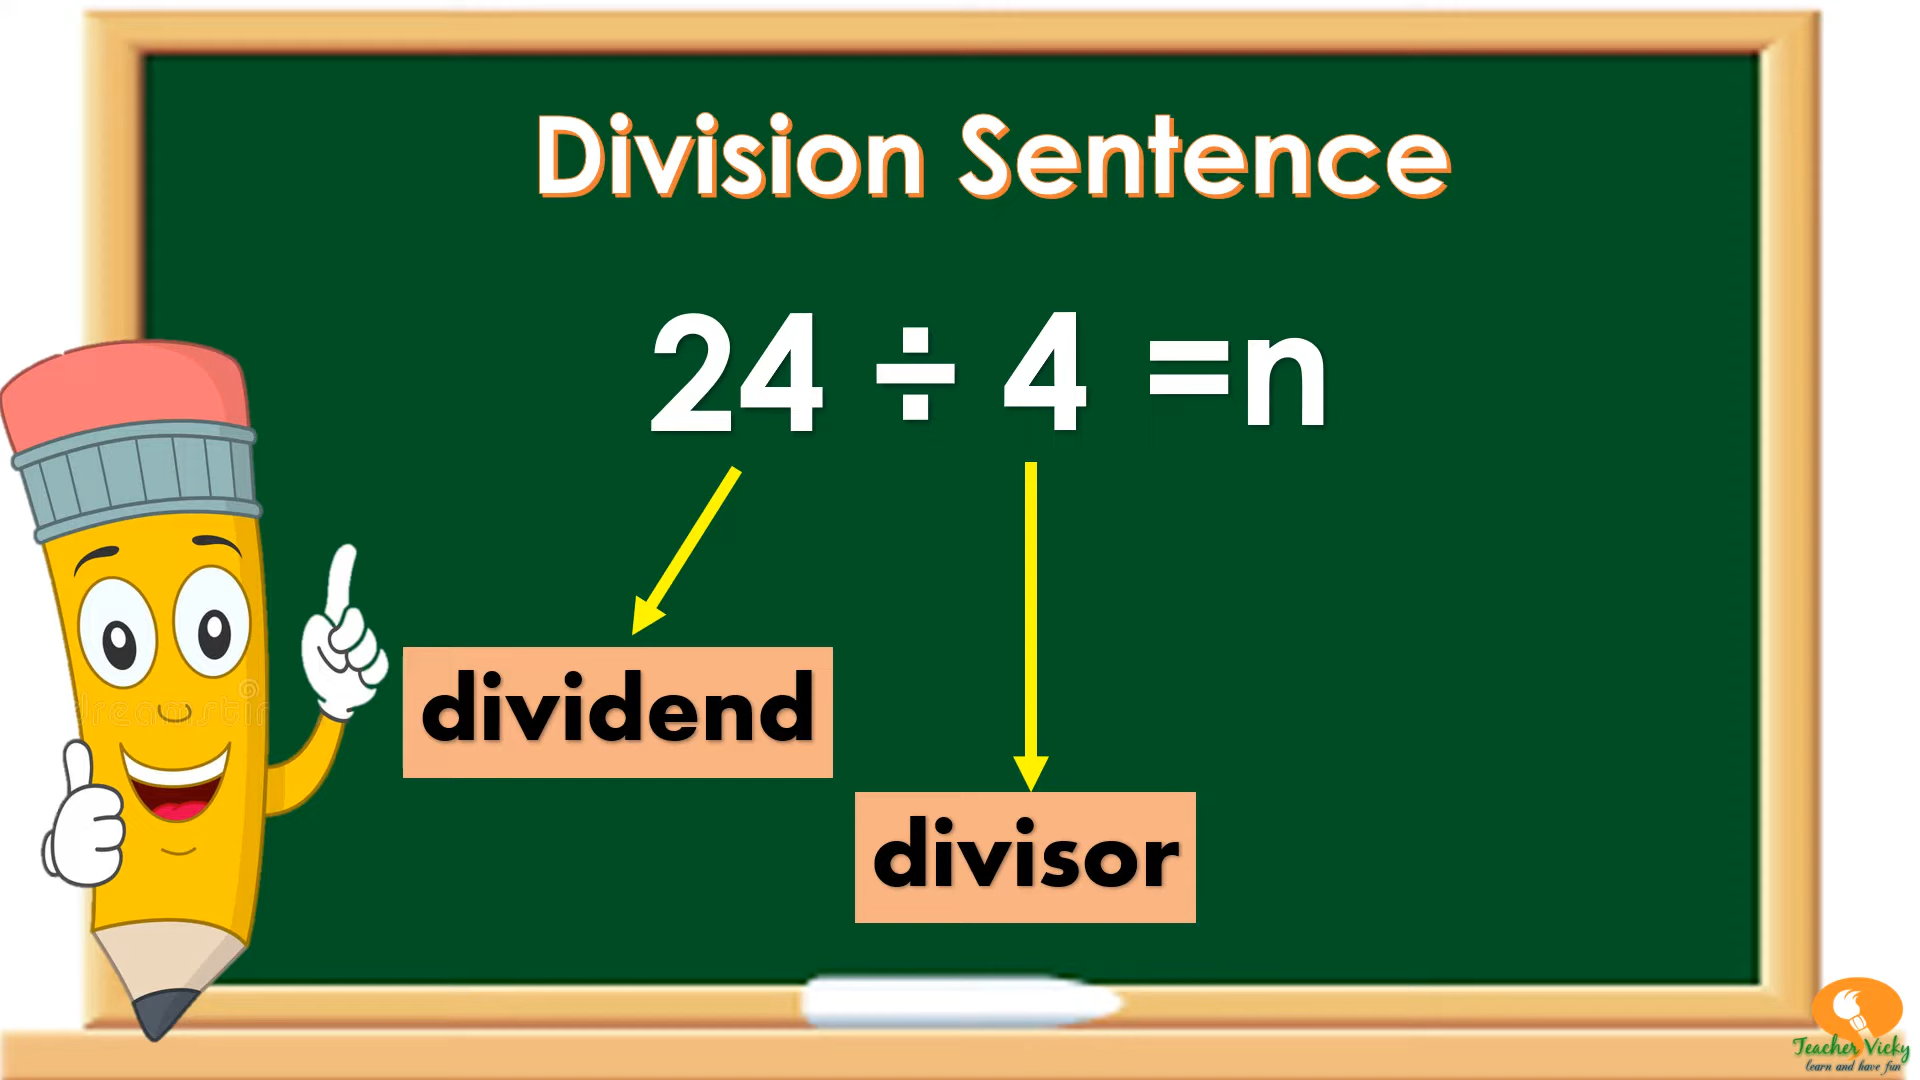 Division Sentence
24 ÷ 4 =n
dividend
divisor
Teacher Vicky
learn and have fun